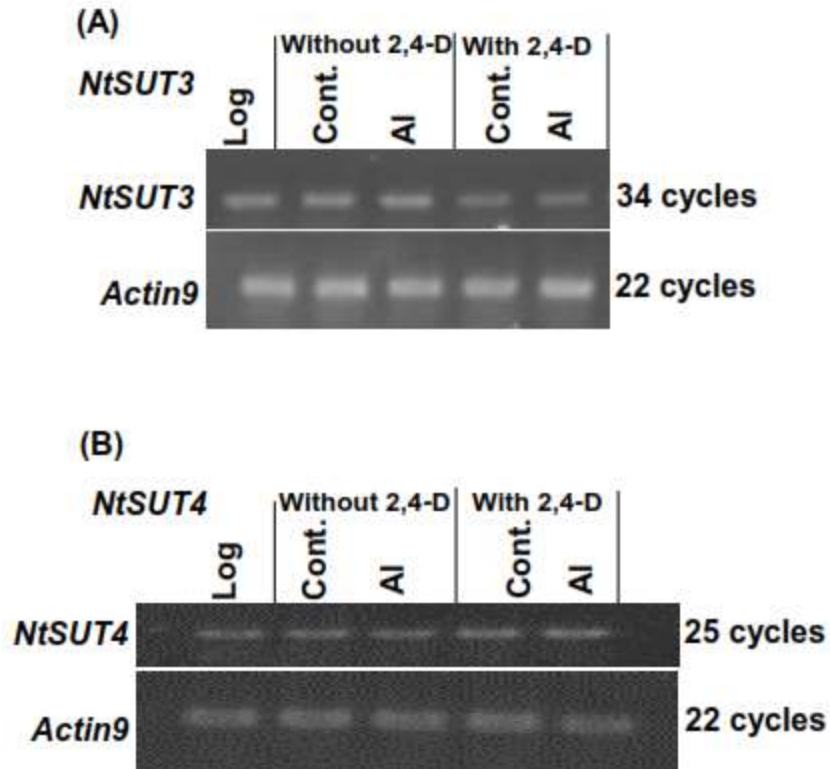 (A)
Without 2,4-D With 2,4-D
NtSUT3
Log Cont. Al Cont. Al
NtSUT3 34 cycles
Actin9 22 cycles
(B)
NtSUT4 Without 2,4-D With 2,4-D
Log Cont. Al Cont. Al
NtSUT4 25 cycles
Actin9 22 cycles